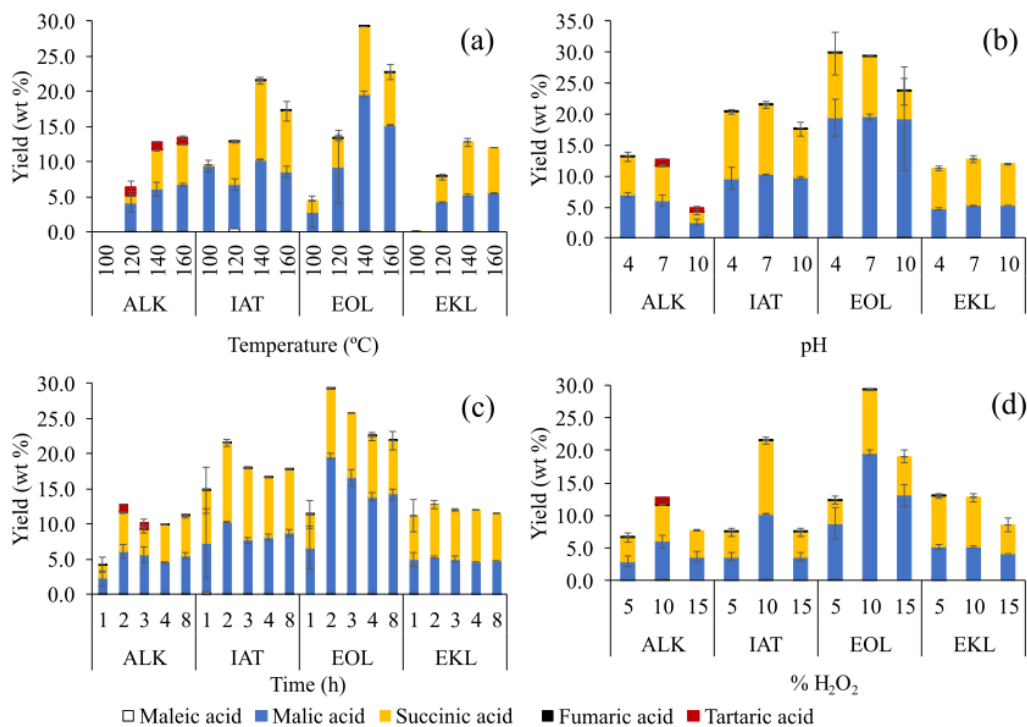 (a)
Yield (wt %)
30.0
25.0
20.0
15.0
10.0
5.0
0.0
100 120 140 160 100 120 140 160 100 120 140 160 100 120 140 160
ALK IAT EOL EKL
Temperature (ºC)
(b)
Yield (wt %)
35.0
30.0
25.0
20.0
15.0
10.0
5.0
0.0
4 7 10 4 7 10 4 7 10 4 7 10
ALK IAT EOL EKL
pH
(c)
Yield (wt %)
30.0
25.0
20.0
15.0
10.0
5.0
0.0
1 2 3 4 8 1 2 3 4 8 1 2 3 4 8 1 2 3 4 8
ALK IAT EOL EKL
Time (h)
(d)
Yield (wt %)
30.0
25.0
20.0
15.0
10.0
5.0
0.0
5 10 15 5 10 15 5 10 15 5 10 15
ALK IAT EOL EKL
% H₂O₂
Maleic acid Malic acid Succinic acid Fumaric acid Tartaric acid